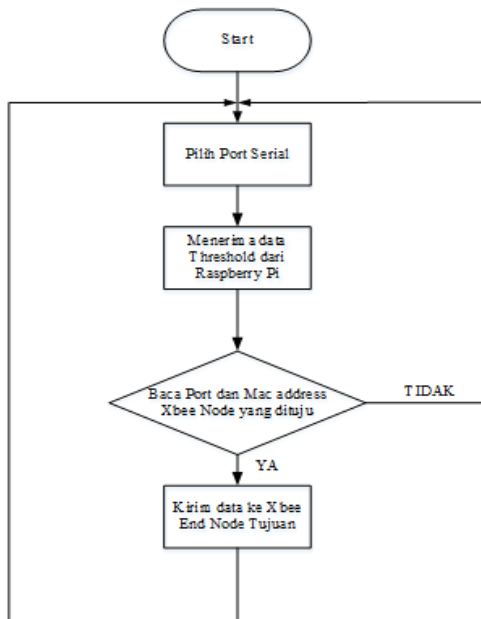 Start
Pilih Port Serial
Menerima data
Threshold dari
Raspberry Pi
Baca Port dan Mac address
Xbee Node yang dituju
TIDAK
YA
Kirim data ke Xbee
End Node Tujuan